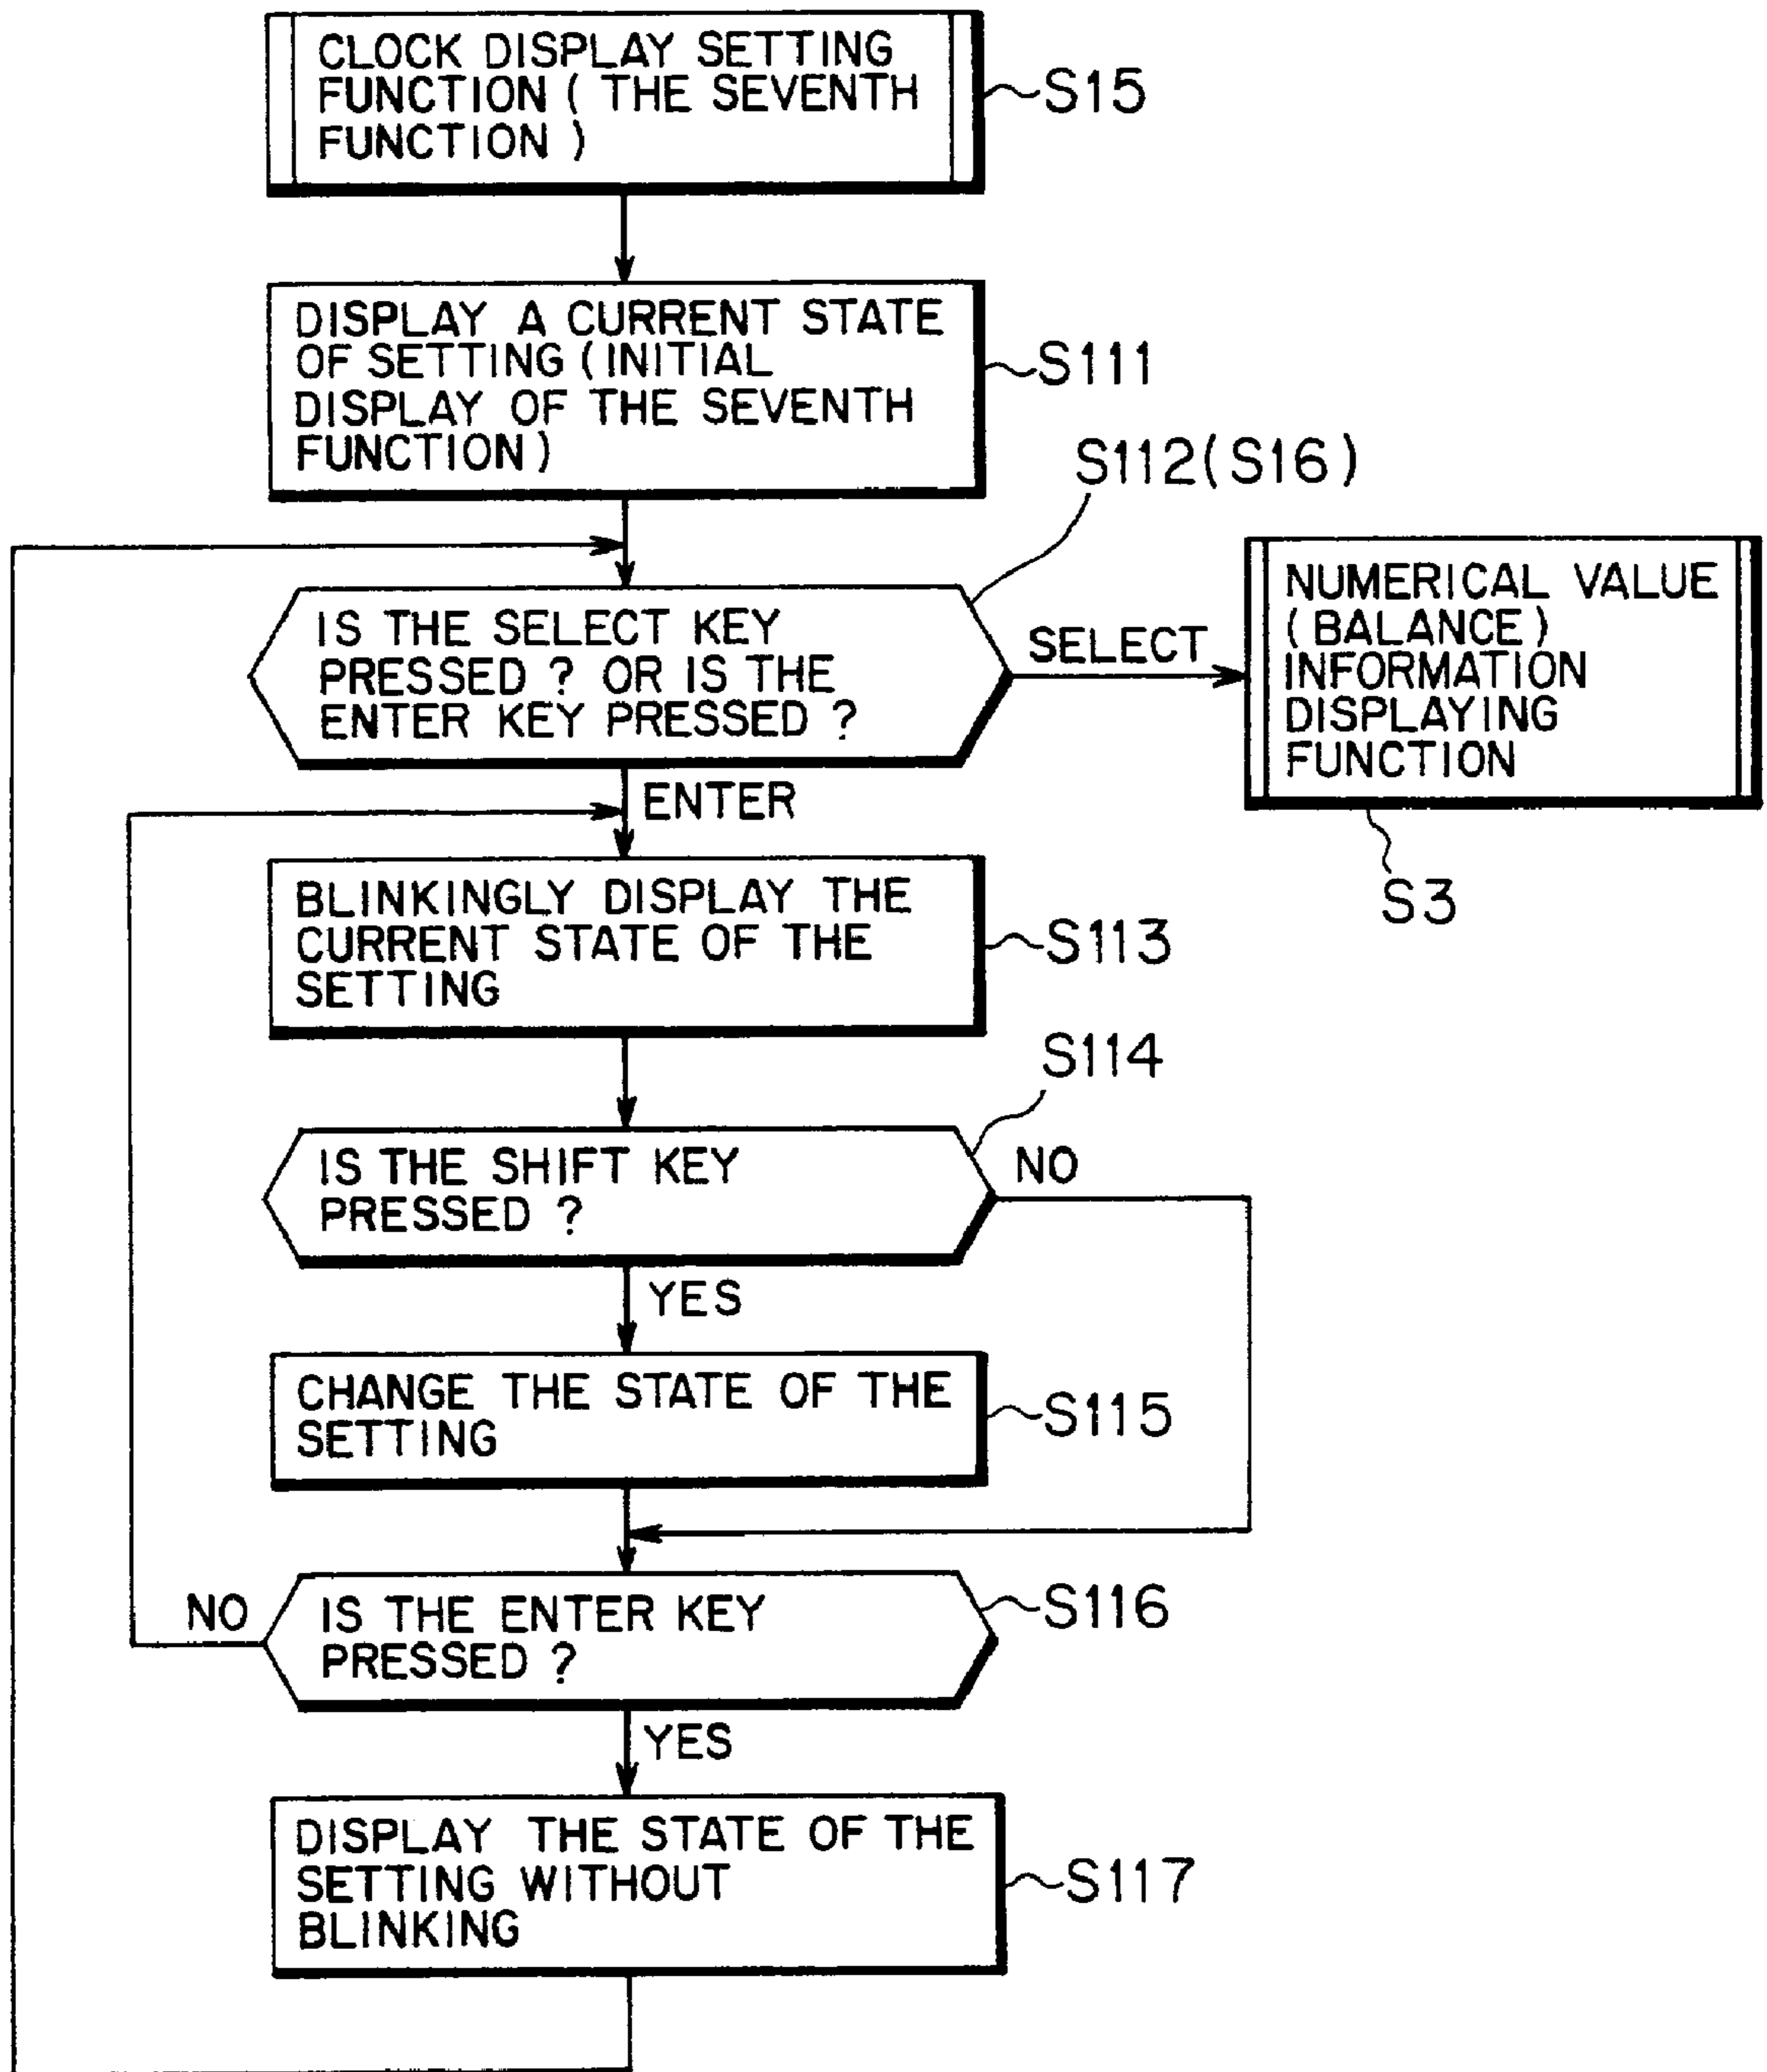 CLOCK DISPLAY SETTING
FUNCTION ( THE SEVENTH
FUNCTION )
S15
DISPLAY A CURRENT STATE
OF SETTING (INITIAL
DISPLAY OF THE SEVENTH
FUNCTION)
S111
S112(S16)
IS THE SELECT KEY
PRESSED ? OR IS THE
ENTER KEY PRESSED ?
SELECT
NUMERICAL VALUE
(BALANCE)
INFORMATION
DISPLAYING
FUNCTION
S3
ENTER
BLINKINGLY DISPLAY THE
CURRENT STATE OF THE
SETTING
S113
S114
IS THE SHIFT KEY
PRESSED ?
NO
YES
CHANGE THE STATE OF THE
SETTING
S115
IS THE ENTER KEY
PRESSED ?
S116
NO
YES
DISPLAY THE STATE OF THE
SETTING WITHOUT
BLINKING
S117